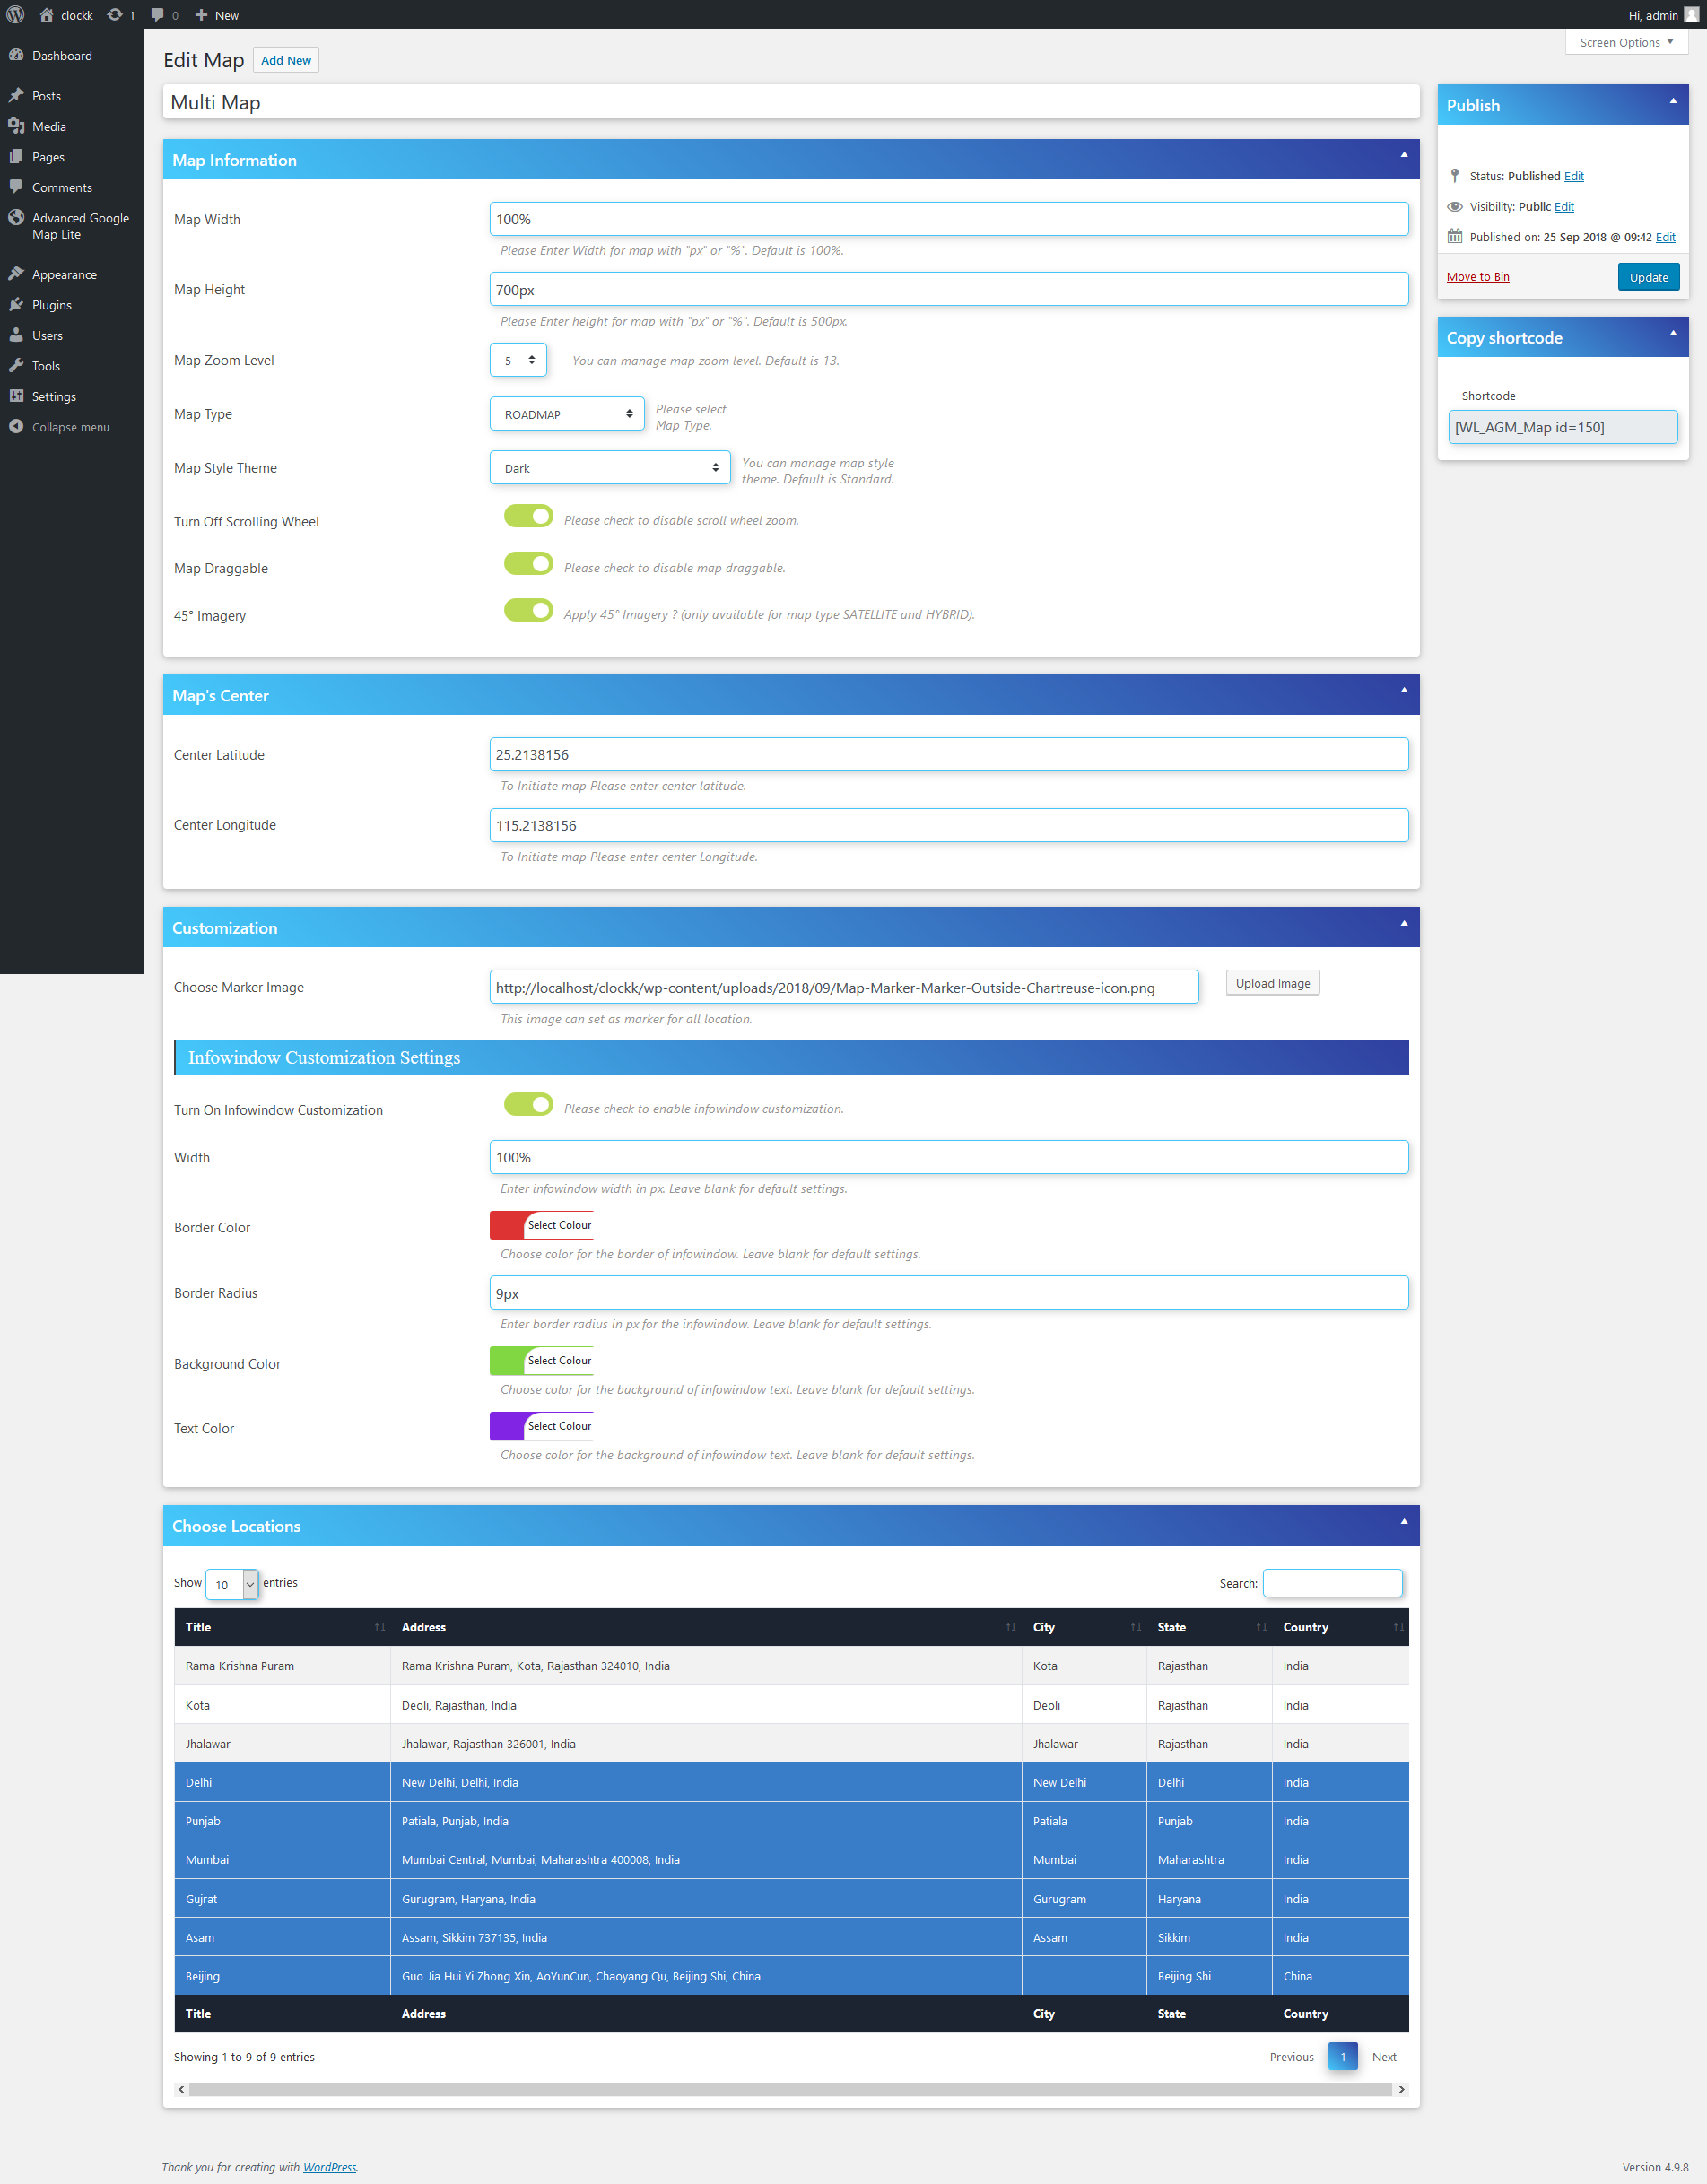 clockk 1 0 New Hi, admin
Screen Options
Dashboard
Posts
Media
Pages
Comments
Advanced Google
Map Lite
Appearance
Plugins
Users
Tools
Settings
Collapse menu
Edit Map Add New
Multi Map
Map Information
Map Width 100%
Please Enter Width for map with "px" or "%". Default is 100%.
Map Height 700px
Please Enter height for map with "px" or "%". Default is 500px.
Map Zoom Level 5 You can manage map zoom level. Default is 13.
Map Type ROADMAP Please select
Map Type.
Map Style Theme Dark You can manage map style
theme. Default is Standard.
Turn Off Scrolling Wheel Please check to disable scroll wheel zoom.
Map Draggable Please check to disable map draggable.
45° Imagery Apply 45° Imagery ? (only available for map type SATELLITE and HYBRID).
Map's Center
Center Latitude 25.2138156
To Initiate map Please enter center latitude.
Center Longitude 115.2138156
To Initiate map Please enter center Longitude.
Customization
Choose Marker Image http://localhost/clockk/wp-content/uploads/2018/09/Map-Marker-Marker-Outside-Chartreuse-icon.png Upload Image
This image can set as marker for all location.
Infowindow Customization Settings
Turn On Infowindow Customization Please check to enable infowindow customization.
Width 100%
Enter infowindow width in px. Leave blank for default settings.
Border Color Select Colour
Choose color for the border of infowindow. Leave blank for default settings.
Border Radius 9px
Enter border radius in px for the infowindow. Leave blank for default settings.
Background Color Select Colour
Choose color for the background of infowindow text. Leave blank for default settings.
Text Color Select Colour
Choose color for the background of infowindow text. Leave blank for default settings.
Choose Locations
Show 10 entries Search:
Title Address City State Country
Rama Krishna Puram Rama Krishna Puram, Kota, Rajasthan 324010, India Kota Rajasthan India
Kota Deoli, Rajasthan, India Deoli Rajasthan India
Jhalawar Jhalawar, Rajasthan 326001, India Jhalawar Rajasthan India
Delhi New Delhi, Delhi, India New Delhi Delhi India
Punjab Patiala, Punjab, India Patiala Punjab India
Mumbai Mumbai Central, Mumbai, Maharashtra 400008, India Mumbai Maharashtra India
Gujrat Gurugram, Haryana, India Gurugram Haryana India
Asam Assam, Sikkim 737135, India Assam Sikkim India
Beijing Guo Jia Hui Yi Zhong Xin, AoYunCun, Chaoyang Qu, Beijing Shi, China Beijing Shi China
Title Address City State Country
Showing 1 to 9 of 9 entries Previous 1 Next
Publish
Status: Published Edit
Visibility: Public Edit
Published on: 25 Sep 2018 @ 09:42 Edit
Move to Bin Update
Copy shortcode
Shortcode
[WL_AGM_Map id=150]
Thank you for creating with WordPress. Version 4.9.8